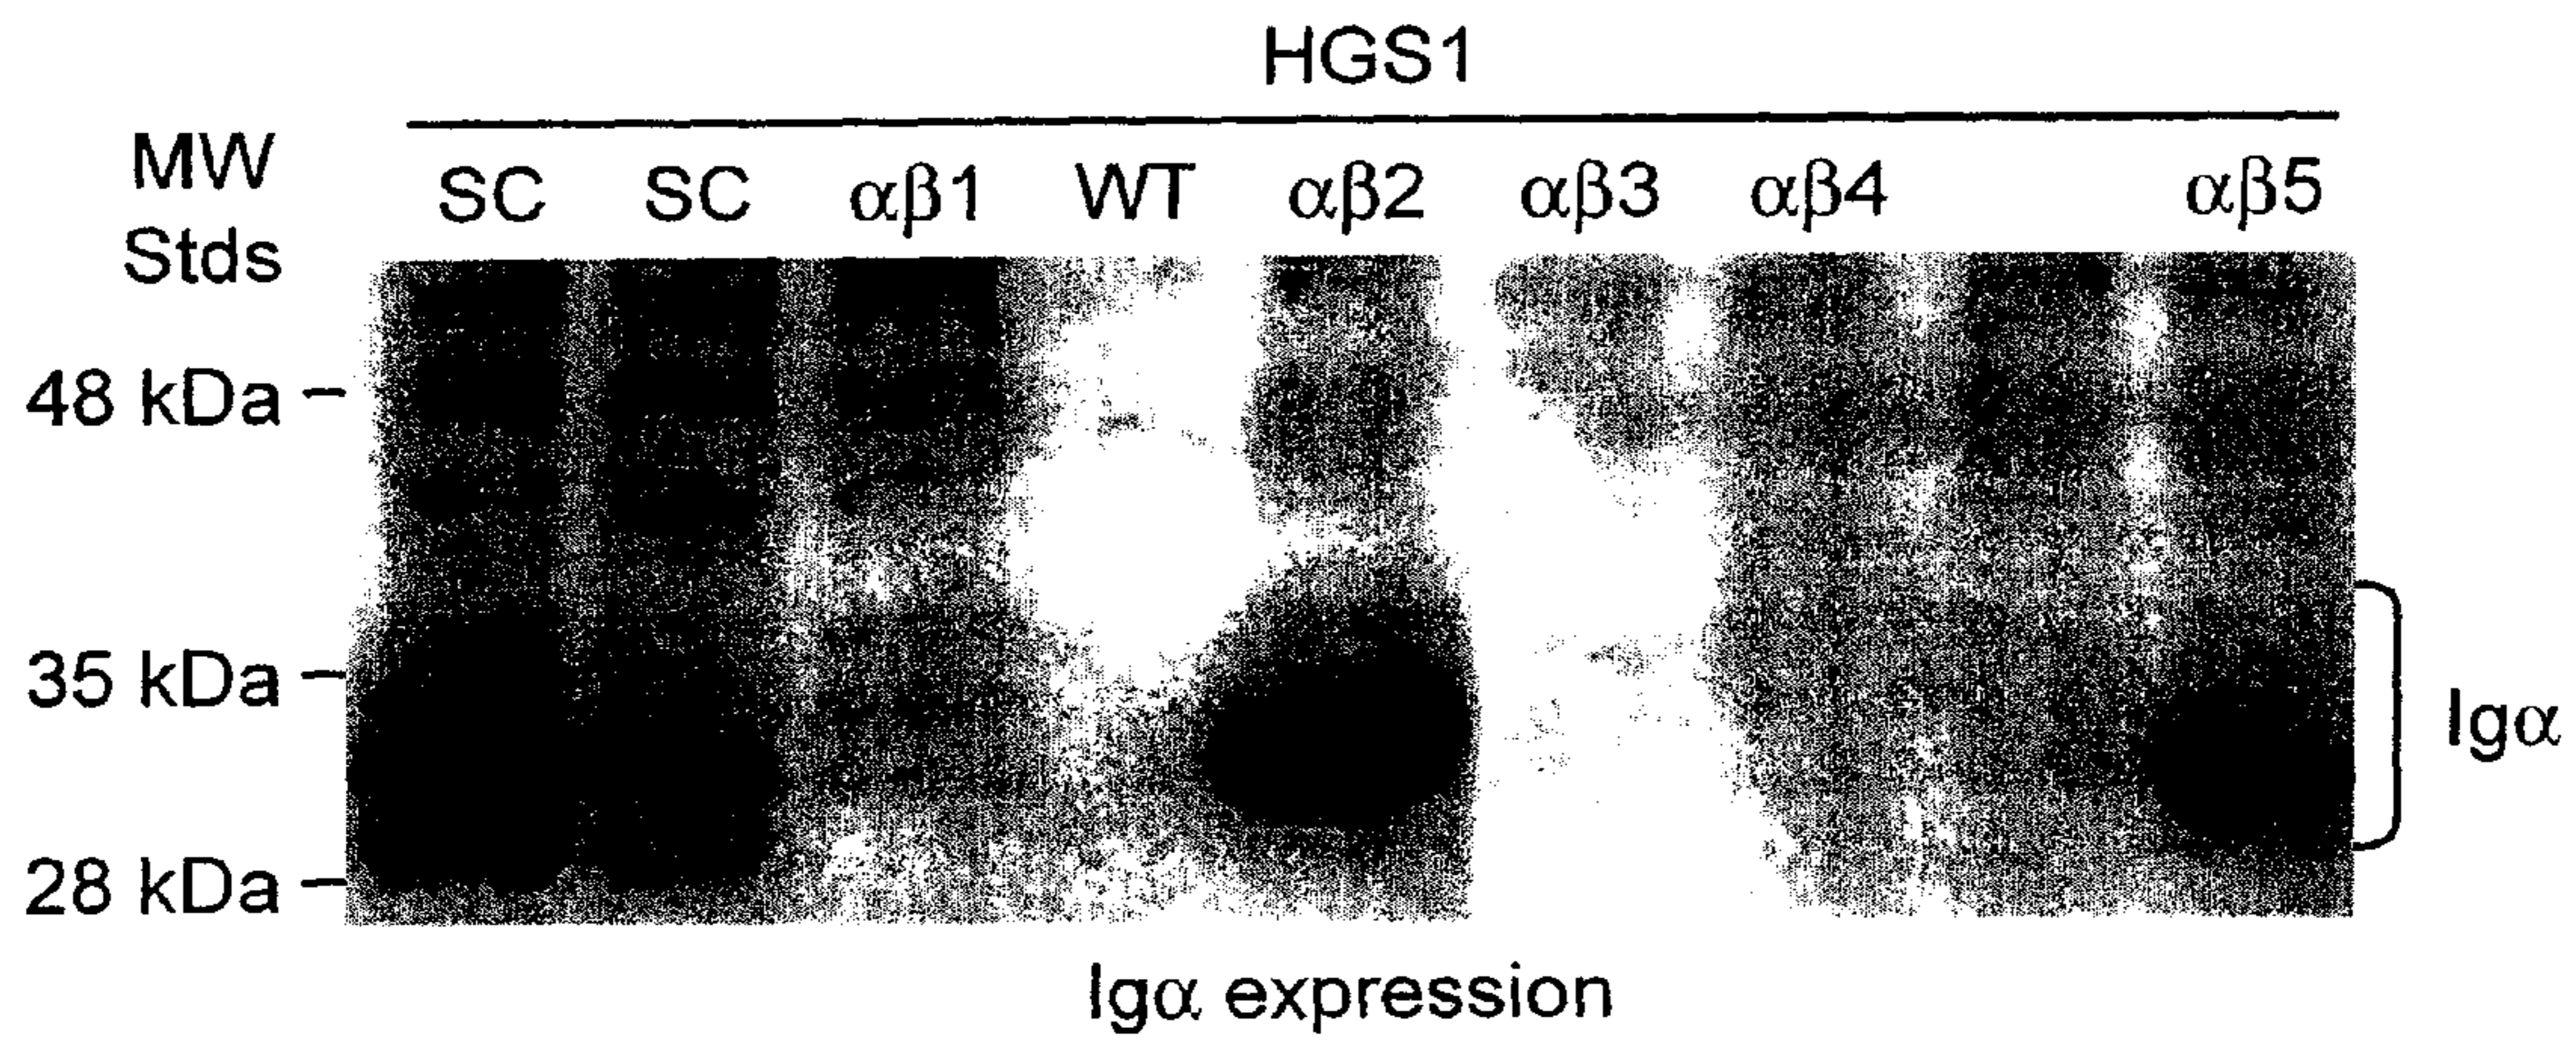 HGS1
MW Stds
SC SC αβ1 WT αβ2 αβ3 αβ4 αβ5
48 kDa
35 kDa
28 kDa
Igα
Igα expression